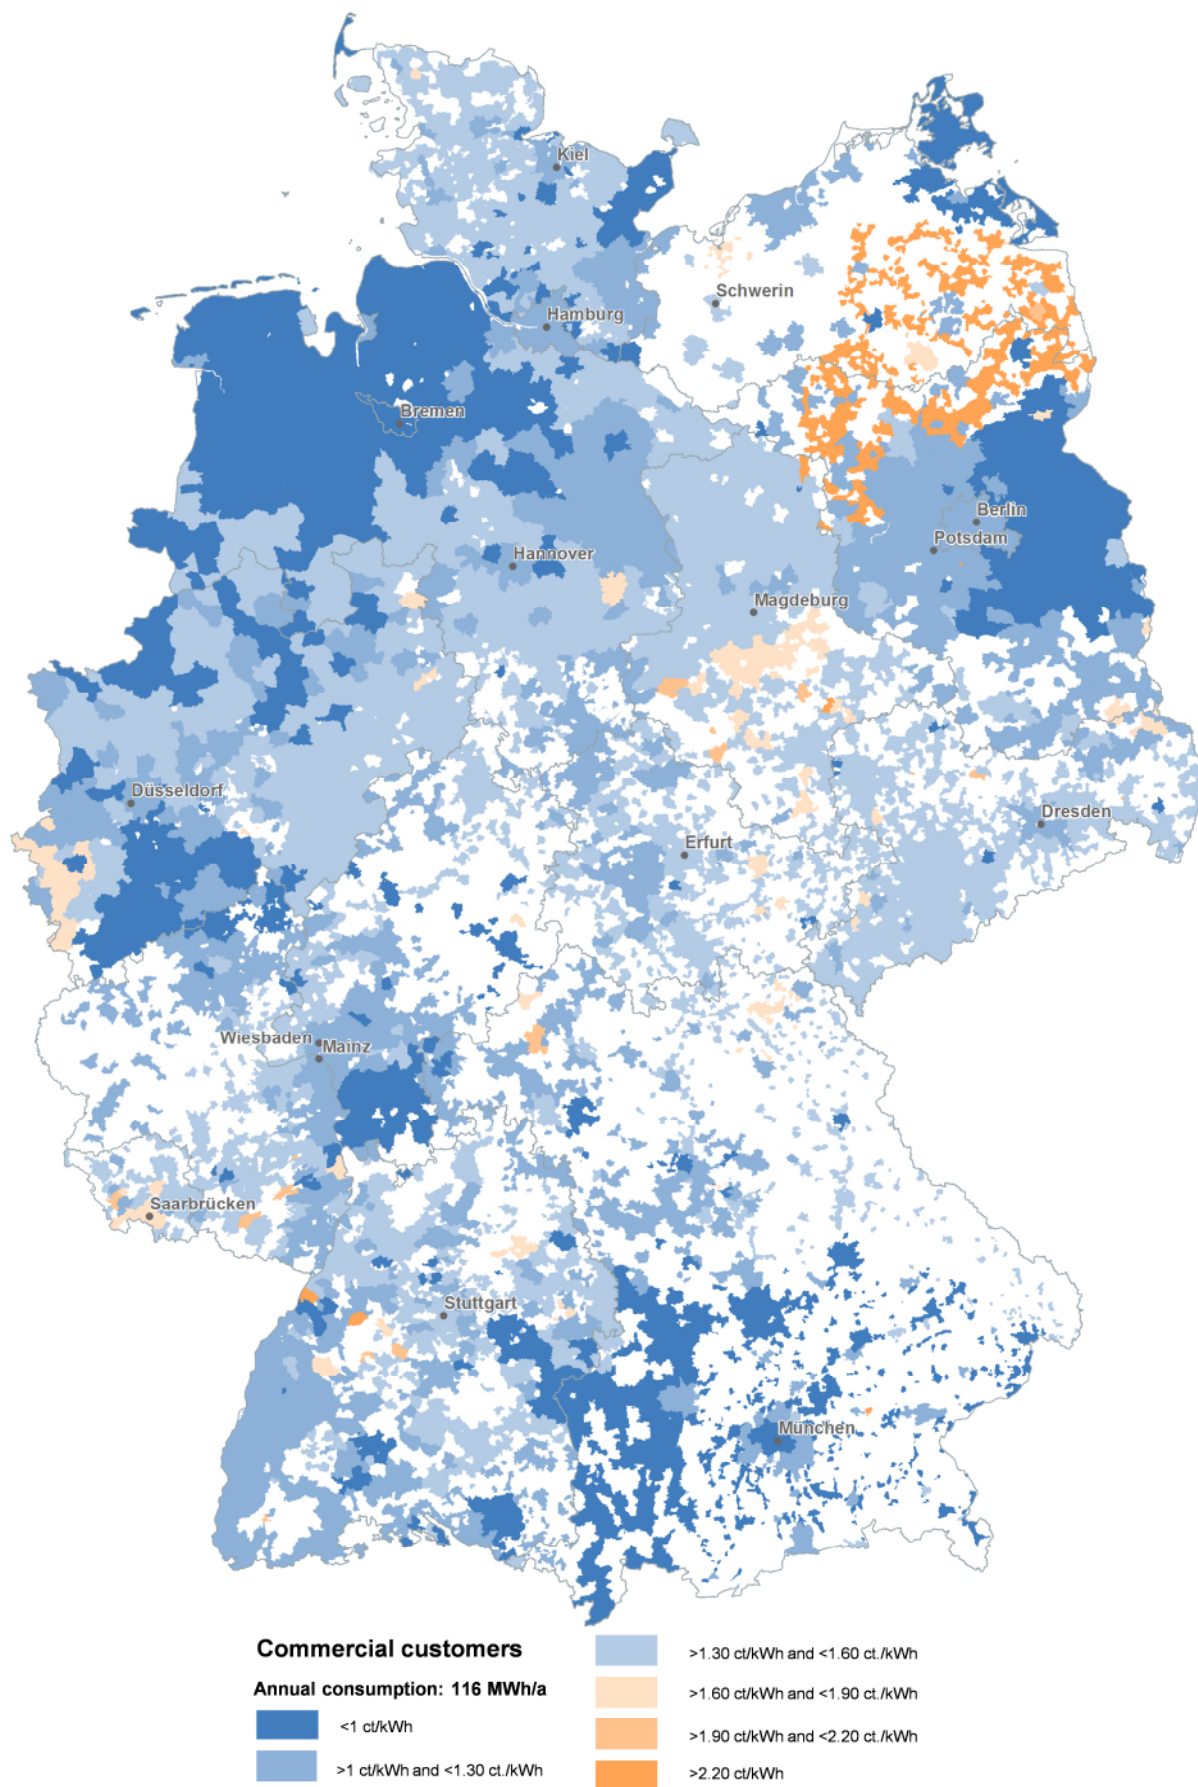 Kiel
Schwerin
Hamburg
Bremen
Berlin
Potsdam
Hannover
Magdeburg
Düsseldorf
Dresden
Erfurt
Wiesbaden
Mainz
Saarbrücken
Stuttgart
München
Commercial customers
Annual consumption: 116 MWh/a
<1 ct/kWh
>1 ct/kWh and <1.30 ct./kWh
>1.30 ct/kWh and <1.60 ct./kWh
>1.60 ct/kWh and <1.90 ct./kWh
>1.90 ct/kWh and <2.20 ct./kWh
>2.20 ct/kWh